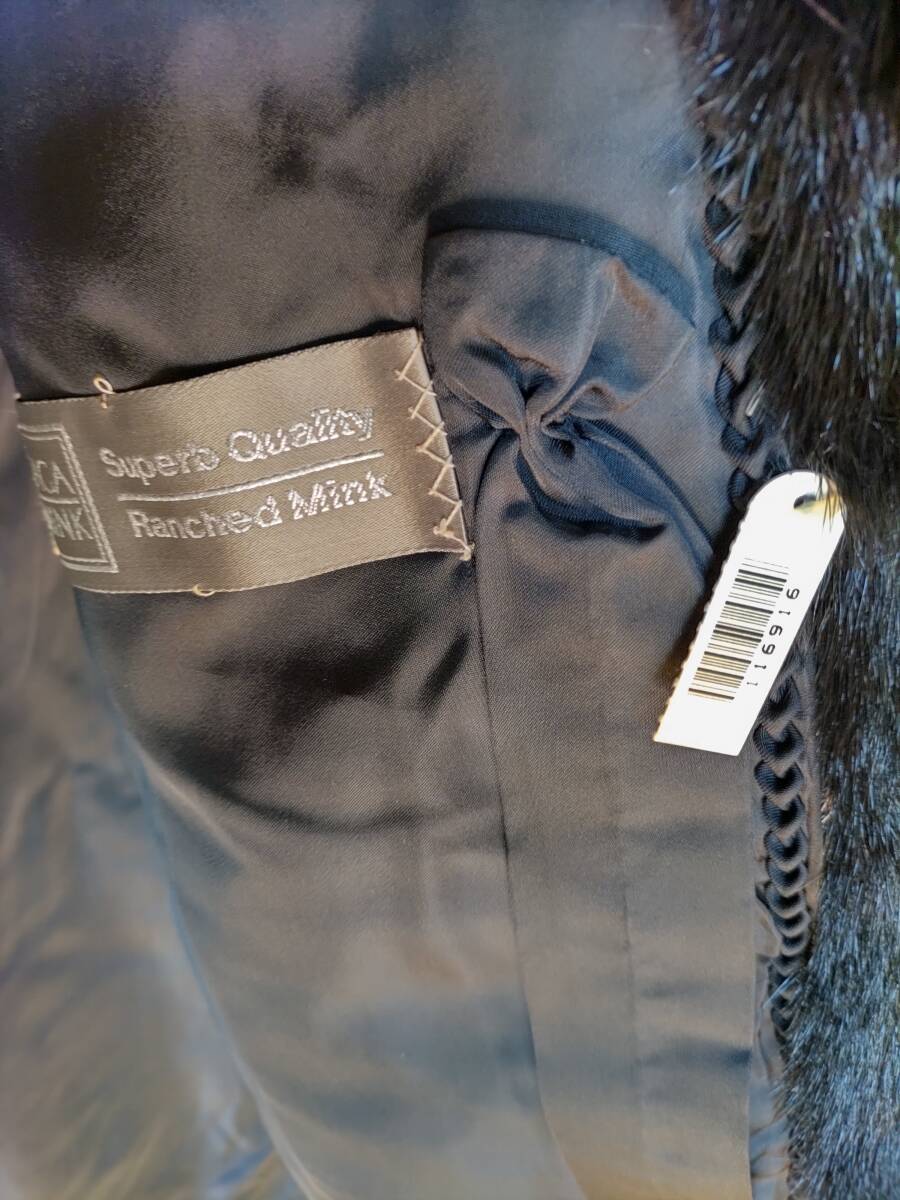 Superb Quality
Ranched Mink
116916